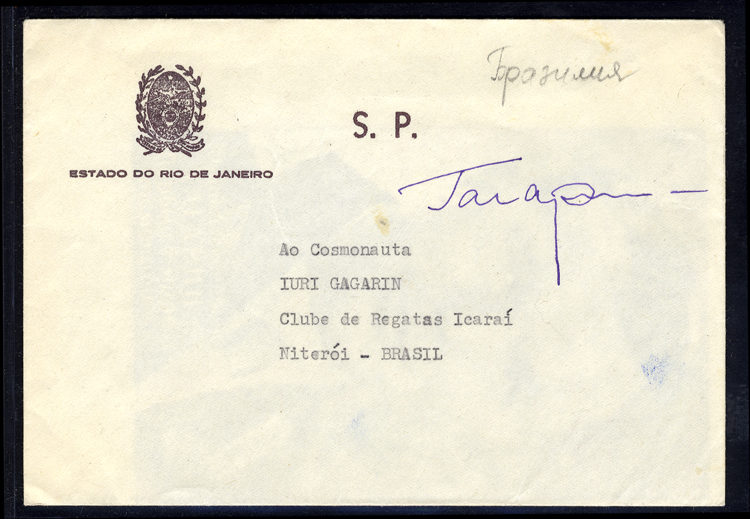 Бразилия
S. P.
ESTADO DO RIO DE JANEIRO
Гагарин
Ao Cosmonauta
IURI GAGARIN
Clube de Regatas Icaraí
Niterói - BRASIL